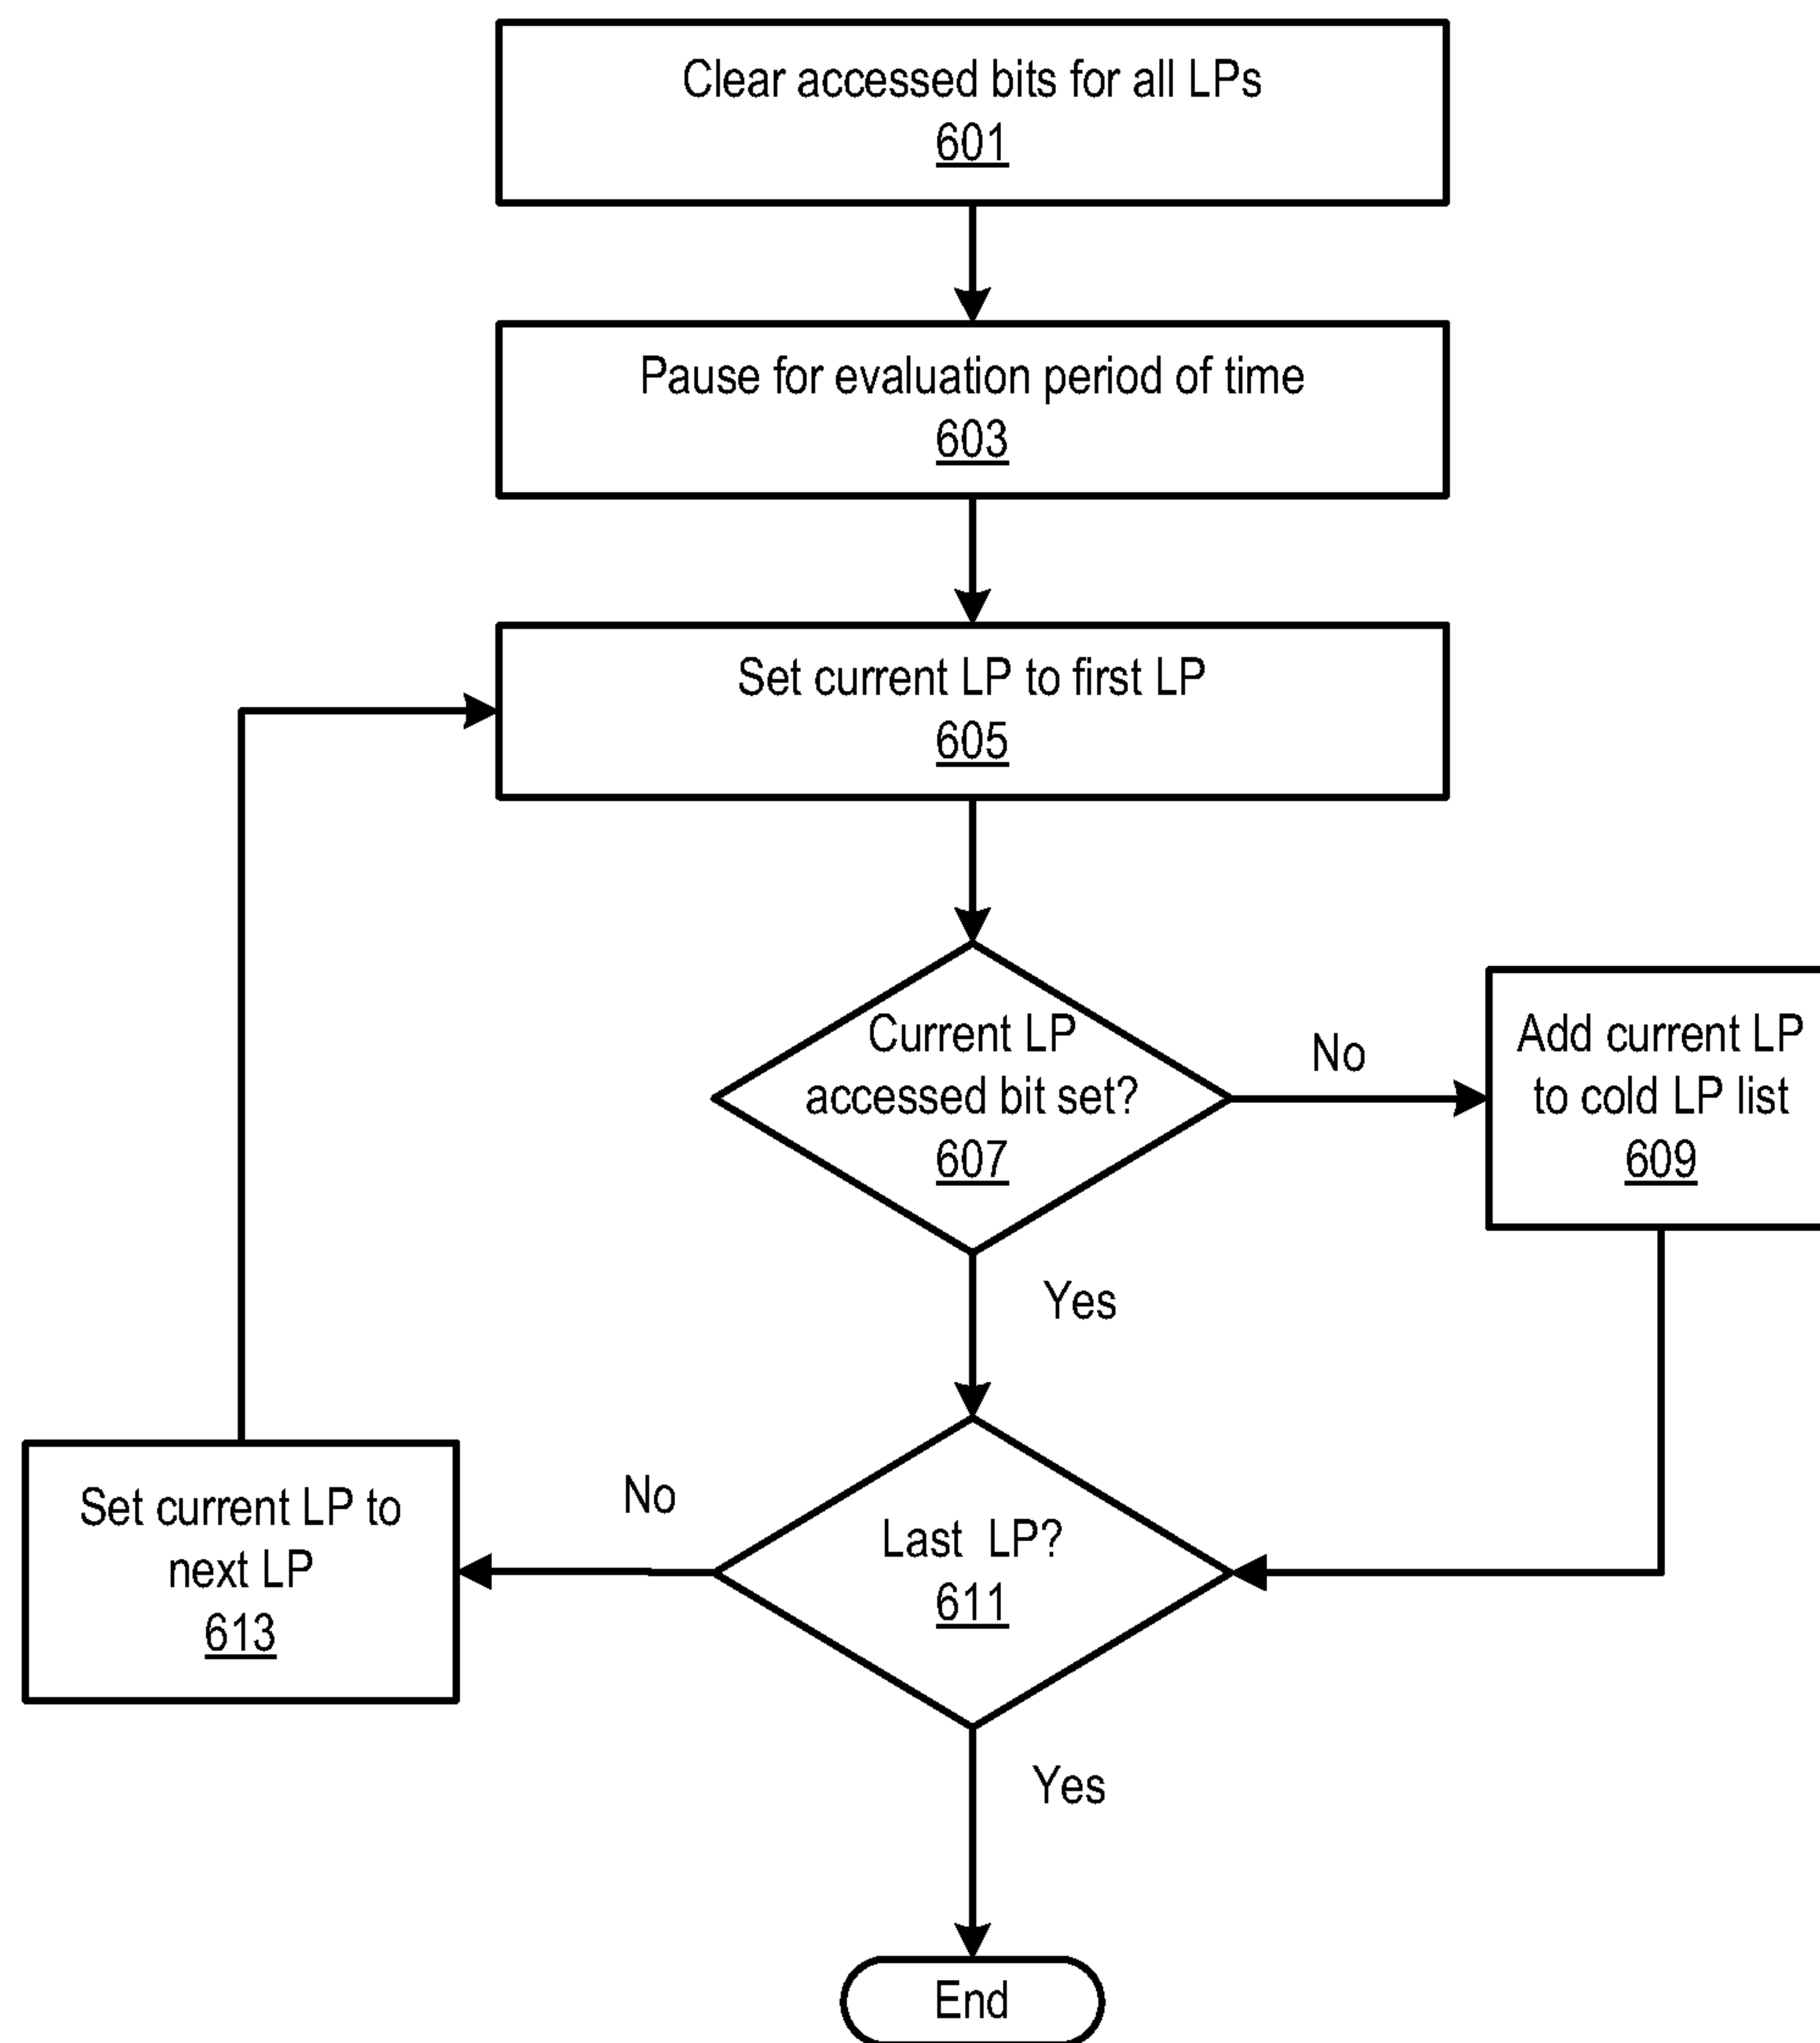 Clear accessed bits for all LPs
601
Pause for evaluation period of time
603
Set current LP to first LP
605
Current LP
accessed bit set?
607
No
Add current LP
to cold LP list
609
Yes
Set current LP to
next LP
613
No
Last LP?
611
Yes
End